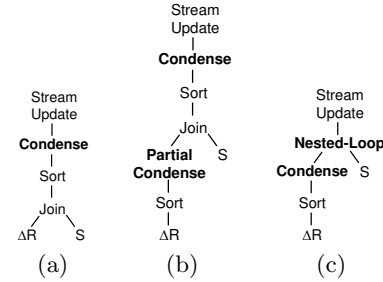 Stream
Update
Condense
Sort
Join
ΔR
S
(a)
Stream
Update
Condense
Sort
Join
Partial
Condense
S
Sort
ΔR
(b)
Stream
Update
Nested-Loop
Condense
S
Sort
ΔR
(c)